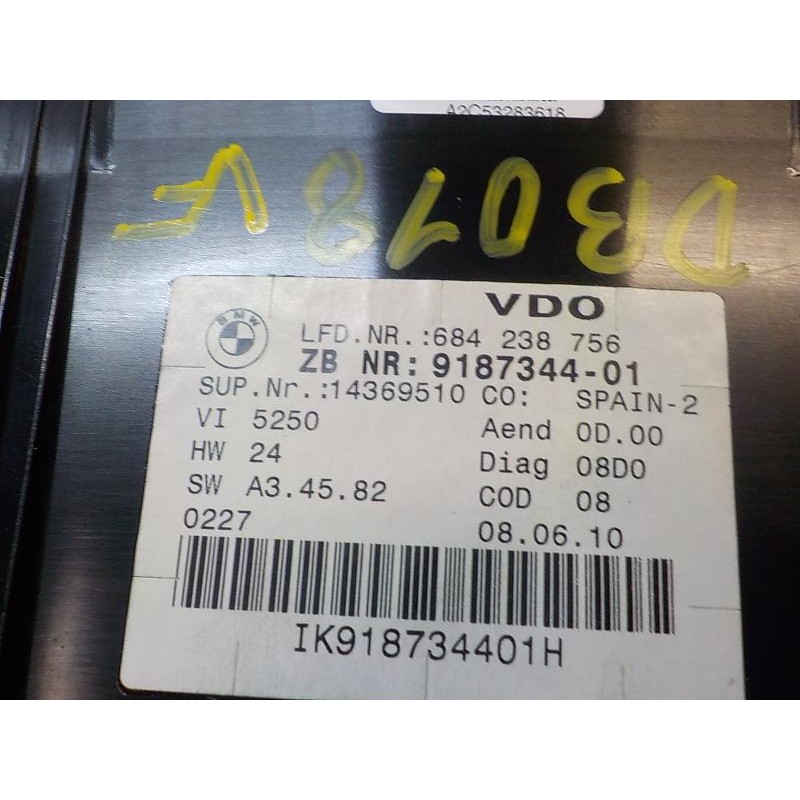 A2C53283618
VDO
BMW
LFD.NR.:684 238 756
ZB NR: 9187344-01
SUP.Nr.:14369510 CO: SPAIN-2
VI 5250 Aend 0D.00
HW 24 Diag 08D0
SW A3.45.82 COD 08
0227 08.06.10
IK918734401H